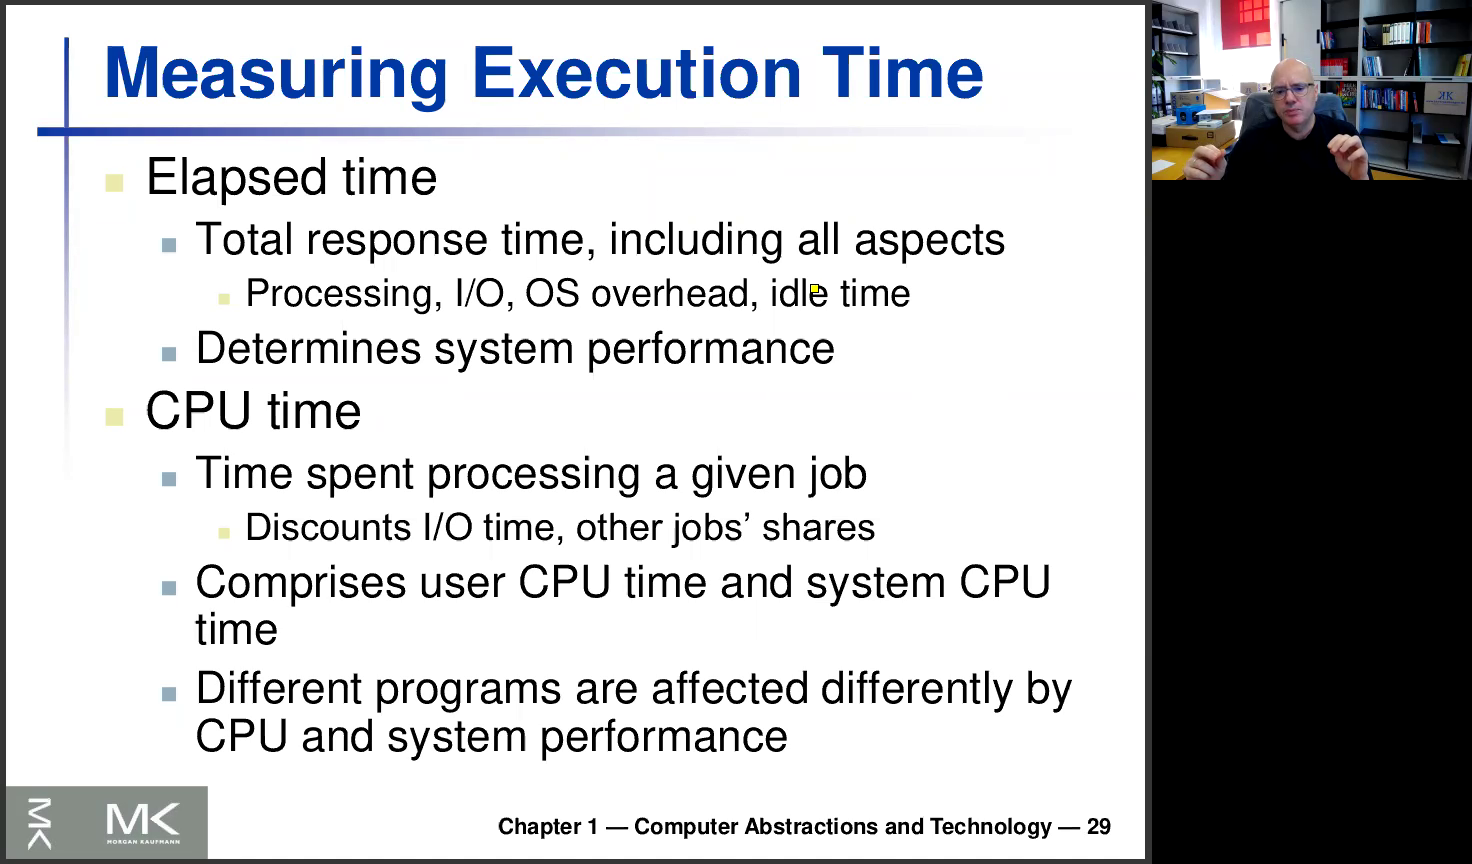 Measuring Execution Time
Elapsed time
Total response time, including all aspects
Processing, I/O, OS overhead, idle time
Determines system performance
CPU time
Time spent processing a given job
Discounts I/O time, other jobs’ shares
Comprises user CPU time and system CPU
time
Different programs are affected differently by
CPU and system performance
MK
MK
MORGAN KAUFMANN
Chapter 1 — Computer Abstractions and Technology — 29